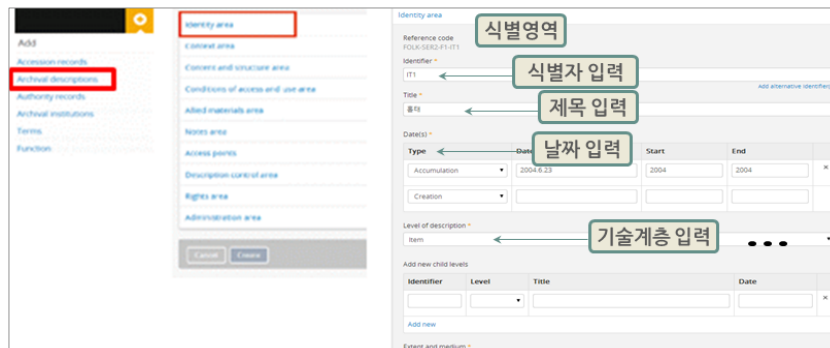 Add
Accession records
Archival descriptions
Authority records
Archival institutions
Terms
Function
Identity area
Context area
Content and structure area
Conditions of access and use area
Allied materials area
Notes area
Access points
Description control area
Rights area
Administration area
Cancel Create
Identity area
식별영역
Reference code
FOLK-SER2-F1-IT1
Identifier *
IT1
식별자 입력
Add alternative identifier(s)
Title *
제목 입력
Date(s) *
날짜 입력
Type Date Start End
Accumulation 2004.6.23 2004 2004 ×
Creation
Level of description *
Item
기술계층 입력
Add new child levels
Identifier Level Title Date
×
Add new
Extent and medium *